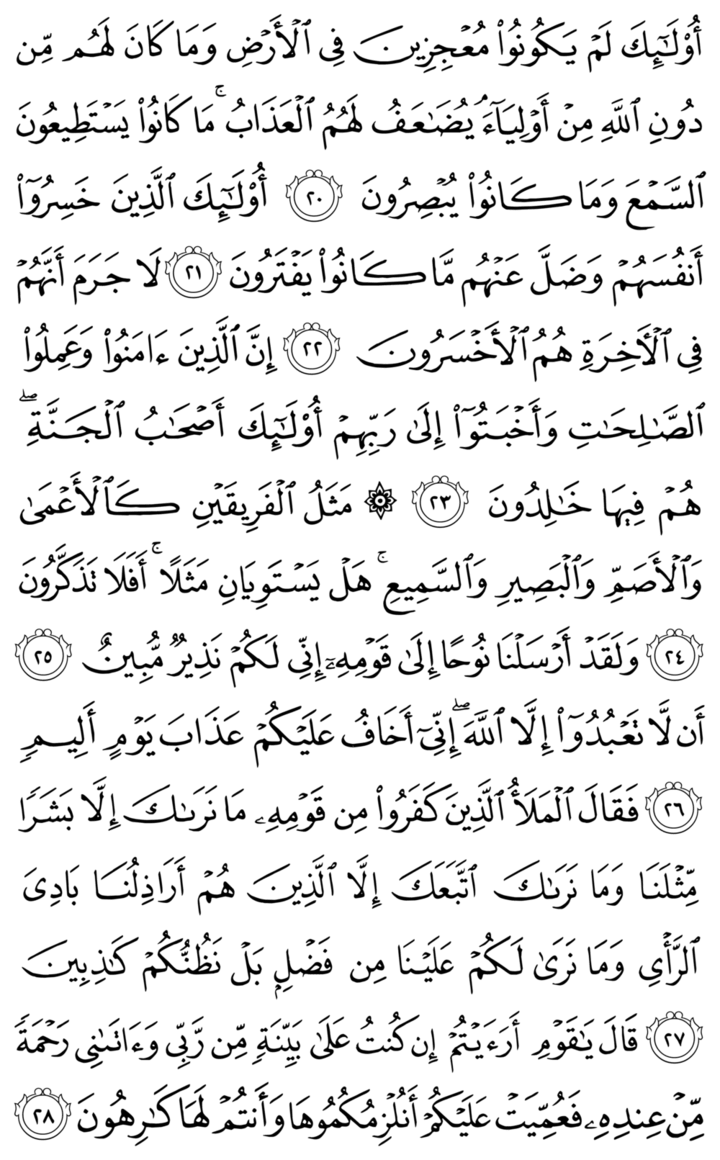 أُوْلَٰٓئِكَ لَمۡ يَكُونُواْ مُعۡجِزِينَ فِي ٱلۡأَرۡضِ وَمَا كَانَ لَهُم مِّن
دُونِ ٱللَّهِ مِنۡ أَوۡلِيَآءَۘ يُضَٰعَفُ لَهُمُ ٱلۡعَذَابُۚ مَا كَانُواْ يَسۡتَطِيعُونَ
ٱلسَّمۡعَ وَمَا كَانُواْ يُبۡصِرُونَ ٢٠ أُوْلَٰٓئِكَ ٱلَّذِينَ خَسِرُوٓاْ
أَنفُسَهُمۡ وَضَلَّ عَنۡهُم مَّا كَانُواْ يَفۡتَرُونَ ٢١ لَا جَرَمَ أَنَّهُمۡ
فِي ٱلۡأٓخِرَةِ هُمُ ٱلۡأَخۡسَرُونَ ٢٢ إِنَّ ٱلَّذِينَ ءَامَنُواْ وَعَمِلُواْ
ٱلصَّٰلِحَٰتِ وَأَخۡبَتُوٓاْ إِلَىٰ رَبِّهِمۡ أُوْلَٰٓئِكَ أَصۡحَٰبُ ٱلۡجَنَّةِۖ
هُمۡ فِيهَا خَٰلِدُونَ ٢٣ ۞ مَثَلُ ٱلۡفَرِيقَيۡنِ كَٱلۡأَعۡمَىٰ
وَٱلۡأَصَمِّ وَٱلۡبَصِيرِ وَٱلسَّمِيعِۚ هَلۡ يَسۡتَوِيَانِ مَثَلًاۚ أَفَلَا تَذَكَّرُونَ
٢٤ وَلَقَدۡ أَرۡسَلۡنَا نُوحًا إِلَىٰ قَوۡمِهِۦٓ إِنِّي لَكُمۡ نَذِيرٞ مُّبِينٌ ٢٥
أَن لَّا تَعۡبُدُوٓاْ إِلَّا ٱللَّهَۖ إِنِّيٓ أَخَافُ عَلَيۡكُمۡ عَذَابَ يَوۡمٍ أَلِيمٖ
٢٦ فَقَالَ ٱلۡمَلَأُ ٱلَّذِينَ كَفَرُواْ مِن قَوۡمِهِۦ مَا نَرَىٰكَ إِلَّا بَشَرٗا
مِّثۡلَنَا وَمَا نَرَىٰكَ ٱتَّبَعَكَ إِلَّا ٱلَّذِينَ هُمۡ أَرَاذِلُنَا بَادِيَ
ٱلرَّأۡيِ وَمَا نَرَىٰ لَكُمۡ عَلَيۡنَا مِن فَضۡلِۭ بَلۡ نَظُنُّكُمۡ كَٰذِبِينَ
٢٧ قَالَ يَٰقَوۡمِ أَرَءَيۡتُمۡ إِن كُنتُ عَلَىٰ بَيِّنَةٖ مِّن رَّبِّي وَءَاتَىٰنِي رَحۡمَةٗ
مِّنۡ عِندِهِۦ فَعُمِّيَتۡ عَلَيۡكُمۡ أَنُلۡزِمُكُمُوهَا وَأَنتُمۡ لَهَا كَٰرِهُونَ ٢٨